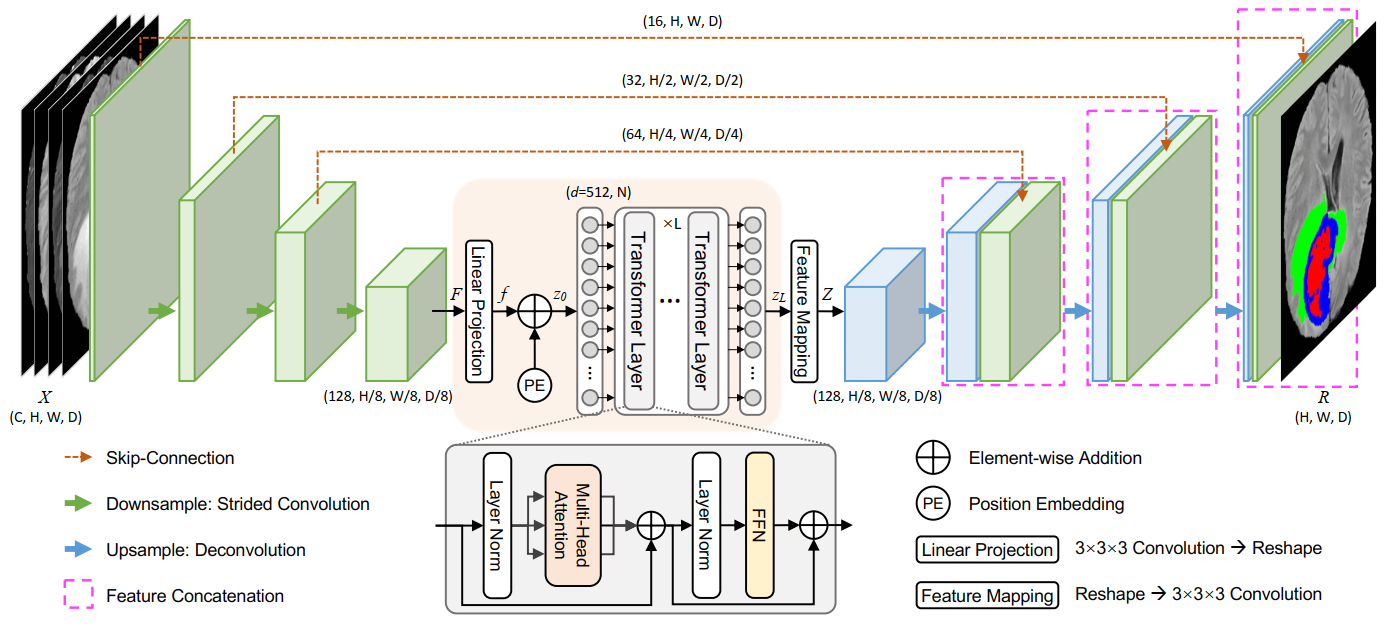 (16, H, W, D)
(32, H/2, W/2, D/2)
(64, H/4, W/4, D/4)
(d=512, N)
F
Linear Projection
f
z0
PE
Transformer Layer
×L
...
Transformer Layer
...
...
zL
Feature Mapping
Z
(128, H/8, W/8, D/8)
(128, H/8, W/8, D/8)
X
(C, H, W, D)
R
(H, W, D)
Skip-Connection
Downsample: Strided Convolution
Upsample: Deconvolution
Feature Concatenation
Layer Norm
Multi-Head
Attention
Layer Norm
FFN
Element-wise Addition
PE Position Embedding
Linear Projection 3×3×3 Convolution → Reshape
Feature Mapping Reshape → 3×3×3 Convolution